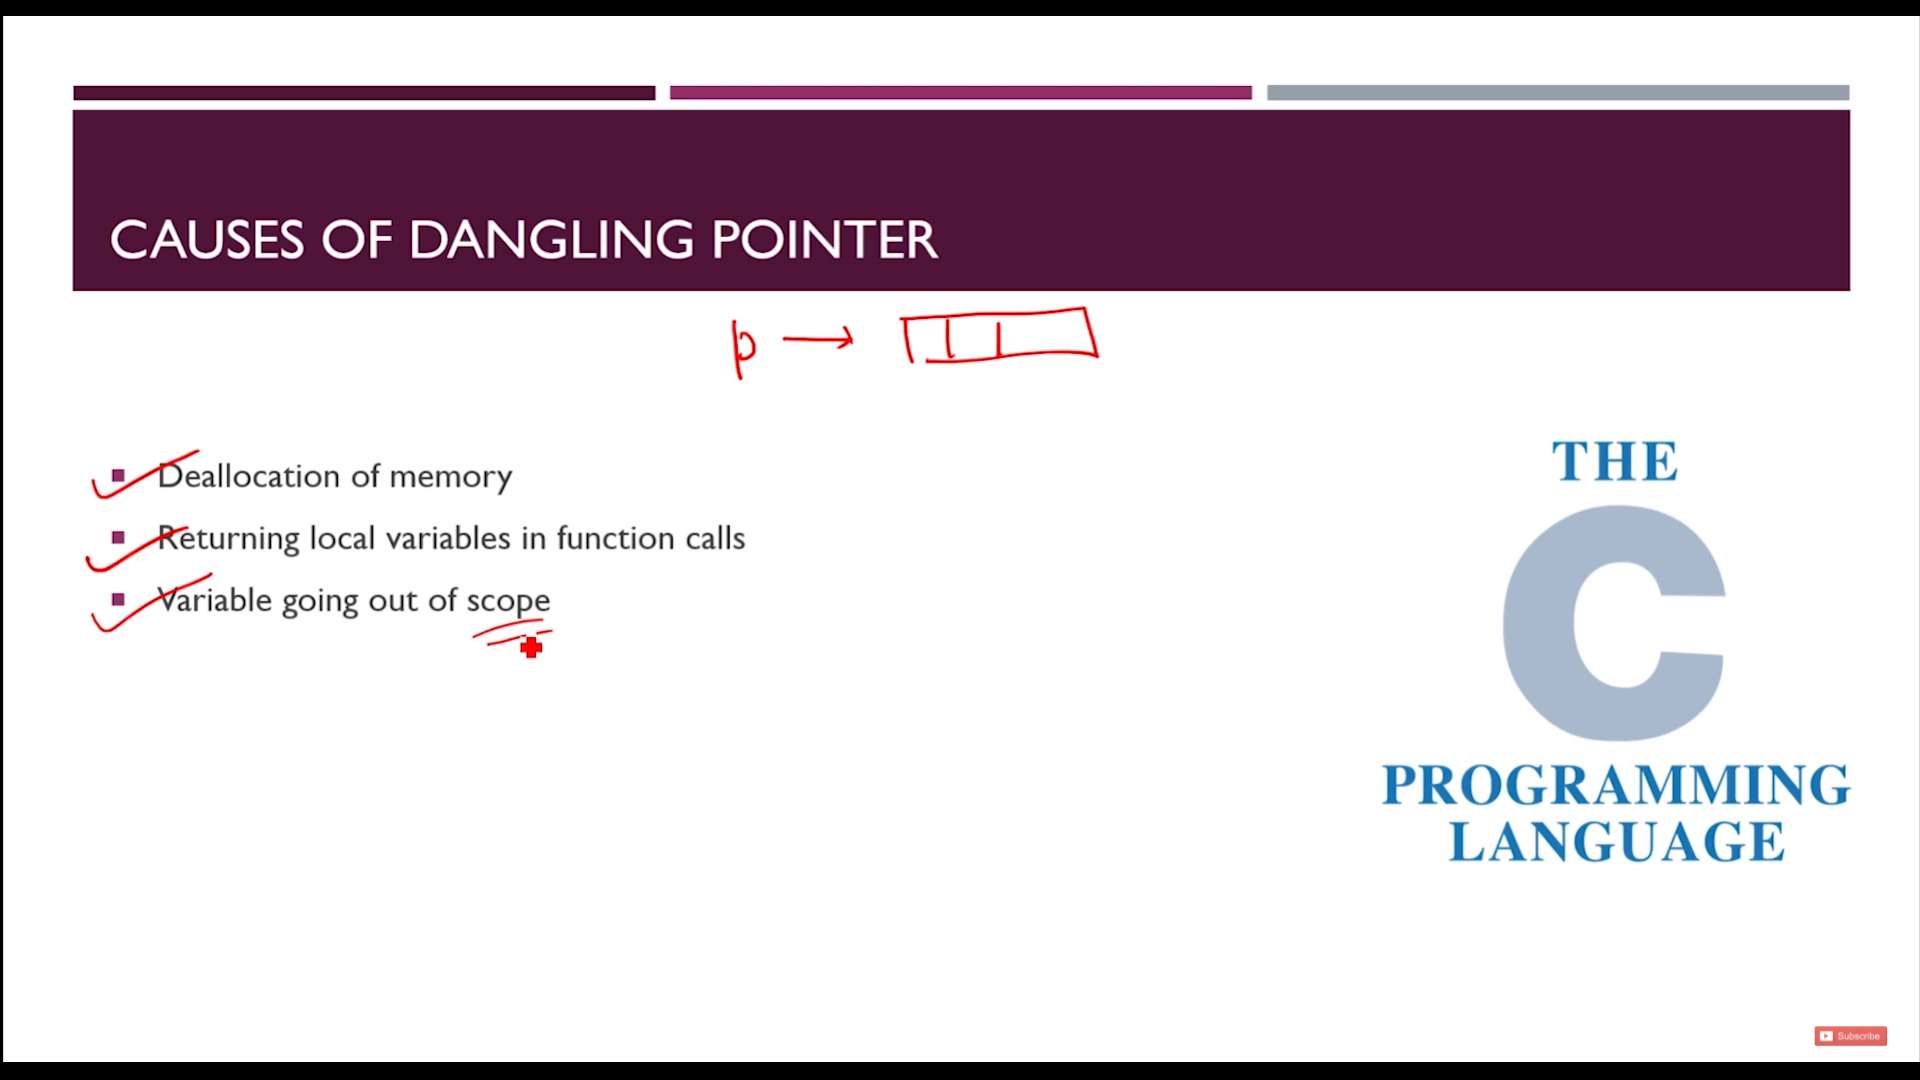 CAUSES OF DANGLING POINTER
p
Deallocation of memory
Returning local variables in function calls
Variable going out of scope
THE
C
PROGRAMMING
LANGUAGE
Subscribe